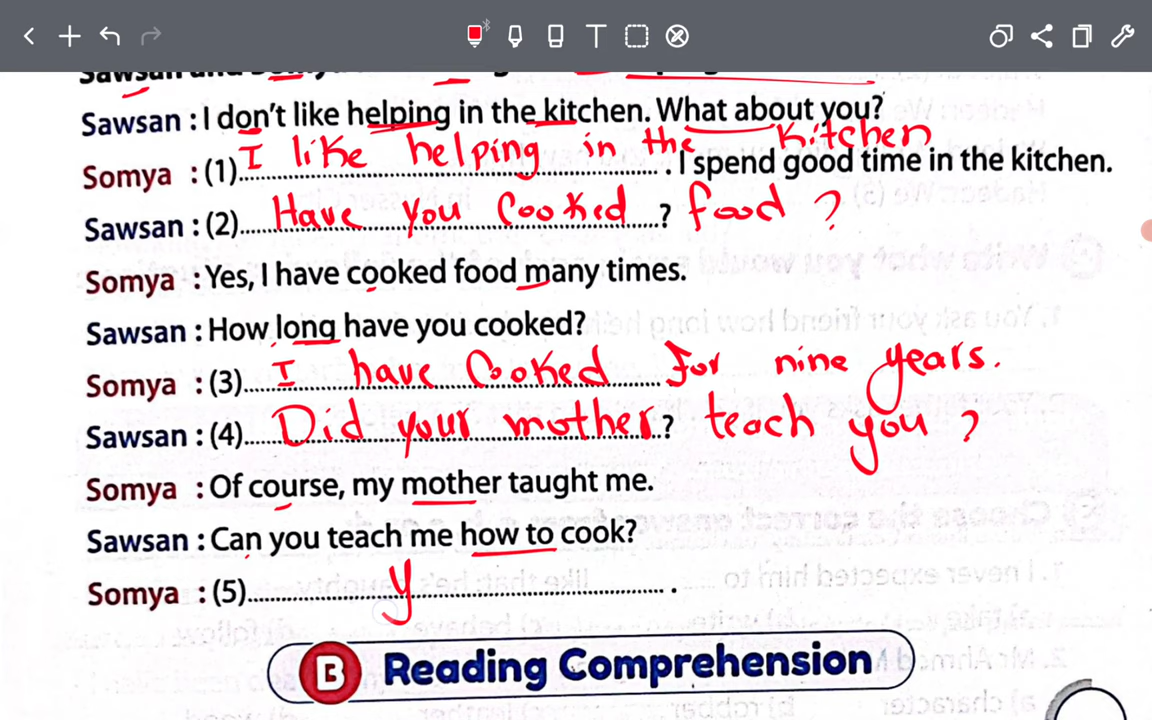 Sawsan and
Sawsan : I don't like helping in the kitchen. What about you?
I like helping in the kitchen
Somya : (1) . I spend good time in the kitchen.
Sawsan : (2) Have you cooked ? food ?
Somya : Yes, I have cooked food many times.
Sawsan : How long have you cooked?
Somya : (3) I have cooked for nine years.
Sawsan : (4) Did your mother ? teach you ?
Somya : Of course, my mother taught me.
Sawsan : Can you teach me how to cook?
Somya : (5) y .
B Reading Comprehension